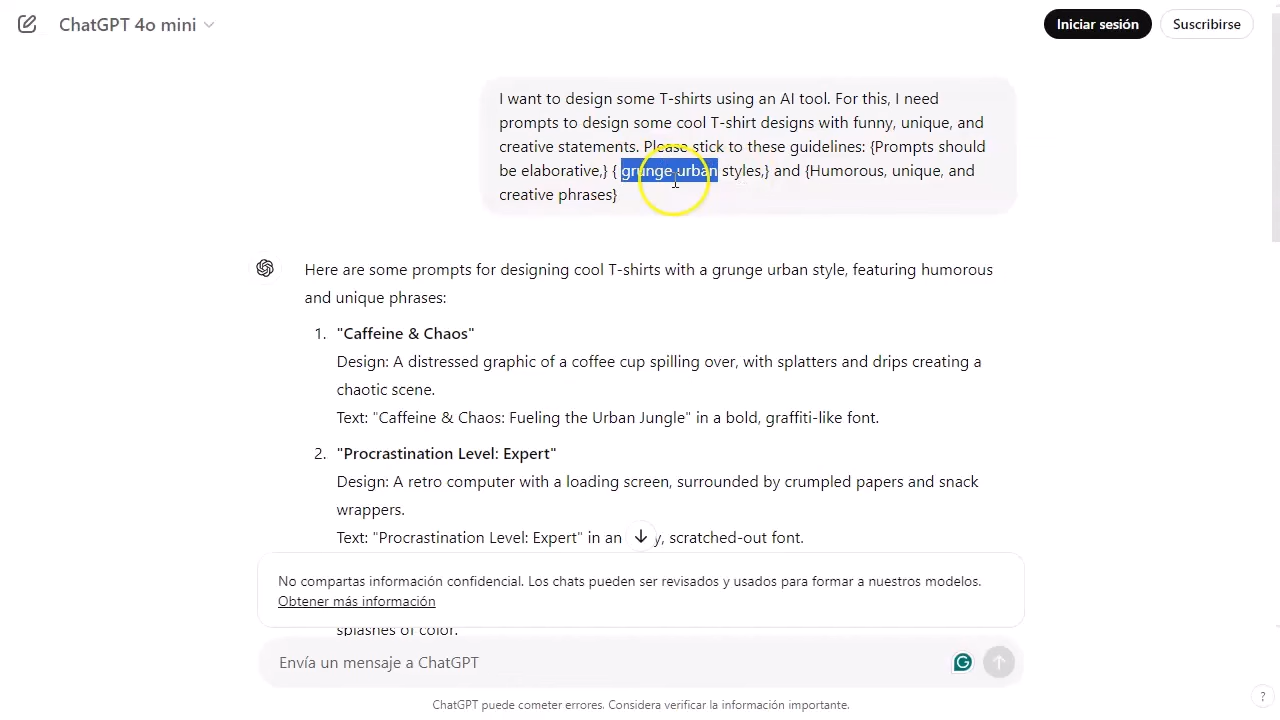 ChatGPT 4o mini
Iniciar sesión
Suscribirse
I want to design some T-shirts using an AI tool. For this, I need
prompts to design some cool T-shirt designs with funny, unique, and
creative statements. Please stick to these guidelines: {Prompts should
be elaborative,} { grunge urban styles,} and {Humorous, unique, and
creative phrases}
Here are some prompts for designing cool T-shirts with a grunge urban style, featuring humorous
and unique phrases:
1. "Caffeine & Chaos"
Design: A distressed graphic of a coffee cup spilling over, with splatters and drips creating a
chaotic scene.
Text: "Caffeine & Chaos: Fueling the Urban Jungle" in a bold, graffiti-like font.
2. "Procrastination Level: Expert"
Design: A retro computer with a loading screen, surrounded by crumpled papers and snack
wrappers.
Text: "Procrastination Level: Expert" in an scratched-out font.
No compartas información confidencial. Los chats pueden ser revisados y usados para formar a nuestros modelos.
Obtener más información
splashes of color.
Envía un mensaje a ChatGPT
ChatGPT puede cometer errores. Considera verificar la información importante.
?